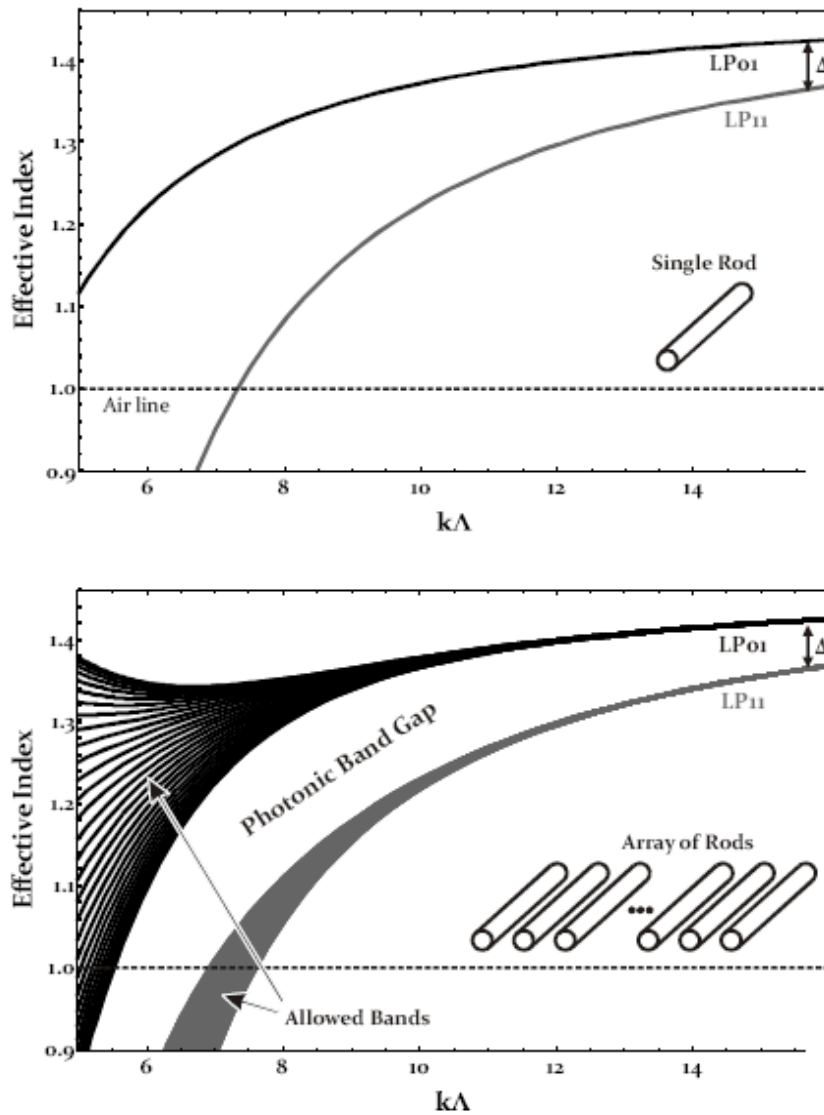 1.4
1.3
1.2
1.1
1.0
0.9
Effective Index
LP01
Δ
LP11
Single Rod
Air line
6 8 10 12 14
kΛ
1.4
1.3
1.2
1.1
1.0
0.9
Effective Index
LP01
Δ
LP11
Photonic Band Gap
Array of Rods
Allowed Bands
6 8 10 12 14
kΛ